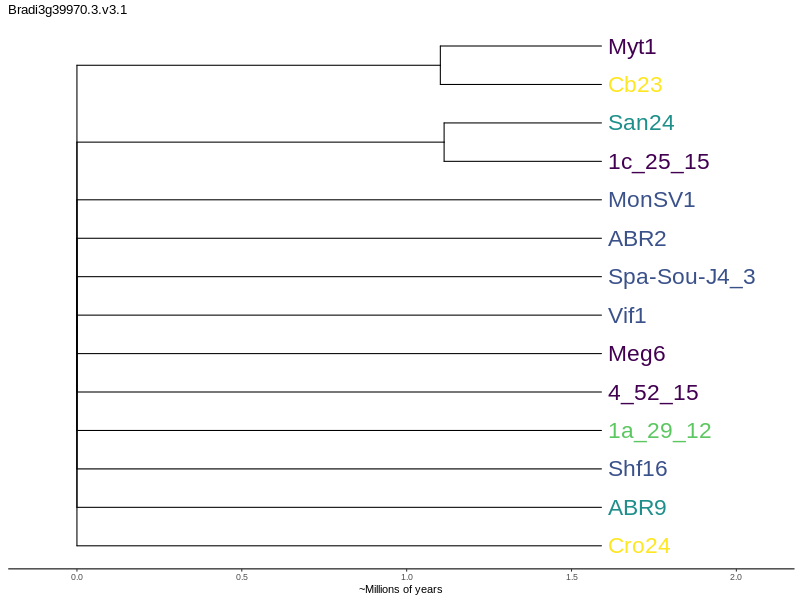 Bradi3g39970.3.v3.1
Myt1
Cb23
San24
1c_25_15
MonSV1
ABR2
Spa-Sou-J4_3
Vif1
Meg6
4_52_15
1a_29_12
Shf16
ABR9
Cro24
0.0 0.5 1.0 1.5 2.0
~Millions of years